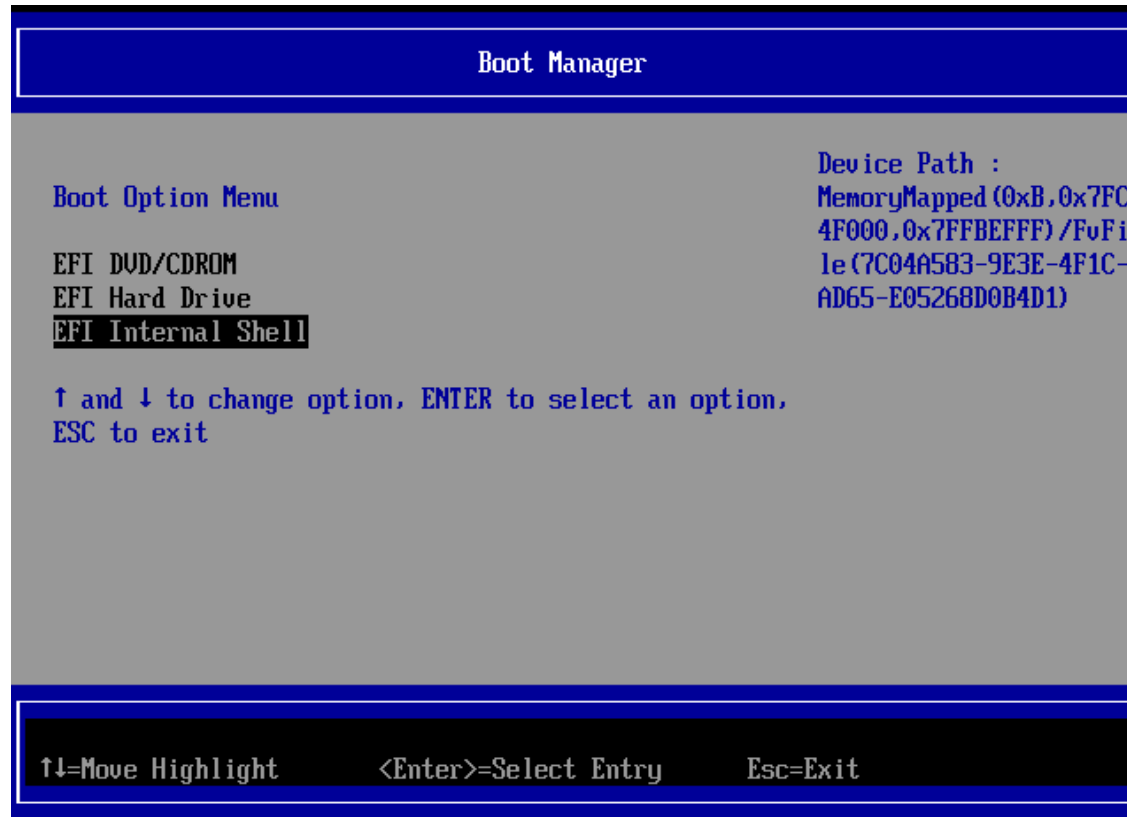 Boot Manager
Boot Option Menu
EFI DVD/CDROM
EFI Hard Drive
EFI Internal Shell
↑ and ↓ to change option, ENTER to select an option,
ESC to exit
Device Path :
MemoryMapped(0xB,0x7FC
4F000,0x7FFBEFFF)/FvFi
le(7C04A583-9E3E-4F1C-
AD65-E05268D0B4D1)
↑↓=Move Highlight <Enter>=Select Entry Esc=Exit